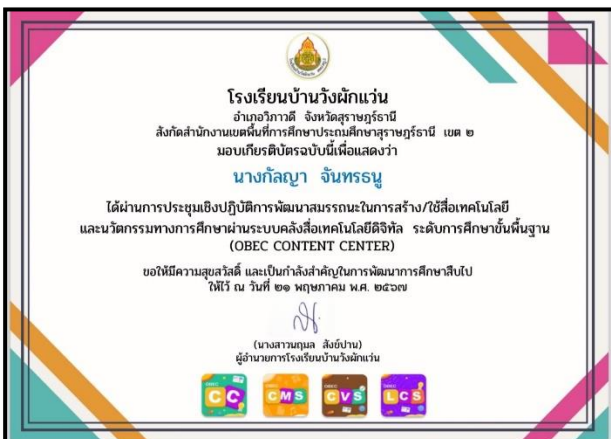 โรงเรียนบ้านวังผักแว่น
อำเภอวิภาวดี จังหวัดสุราษฎร์ธานี
สังกัดสำนักงานเขตพื้นที่การศึกษาประถมศึกษาสุราษฎร์ธานี เขต ๒
มอบเกียรติบัตรฉบับนี้เพื่อแสดงว่า
นางกัลญา จันทรธนู
ได้ผ่านการประชุมเชิงปฏิบัติการพัฒนาสมรรถนะในการสร้าง/ใช้สื่อเทคโนโลยี
และนวัตกรรมทางการศึกษาผ่านระบบคลังสื่อเทคโนโลยีดิจิทัล ระดับการศึกษาขั้นพื้นฐาน
(OBEC CONTENT CENTER)
ขอให้มีความสุขสวัสดิ์ และเป็นกำลังสำคัญในการพัฒนาการศึกษาสืบไป
ให้ไว้ ณ วันที่ ๒๑ พฤษภาคม พ.ศ. ๒๕๖๗
(นางสาวนฤมล สังข์ปาน)
ผู้อำนวยการโรงเรียนบ้านวังผักแว่น
CC CMS CVS LCS